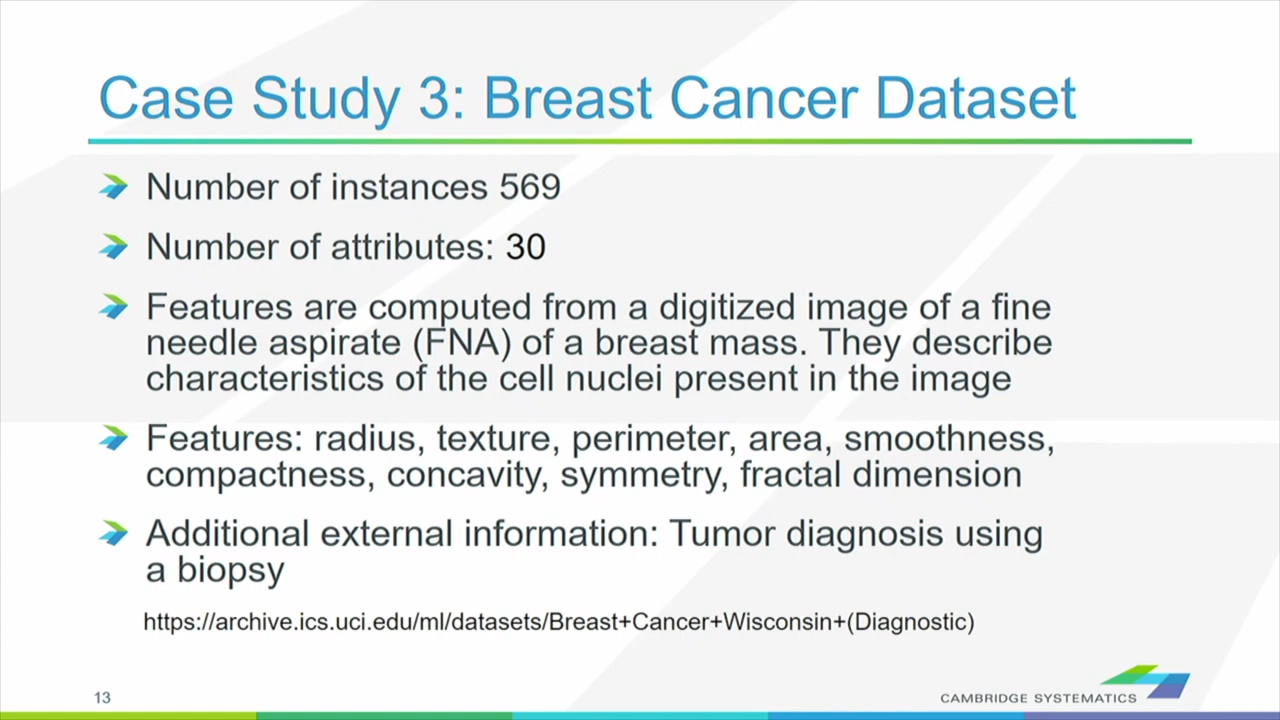 Case Study 3: Breast Cancer Dataset
Number of instances 569
Number of attributes: 30
Features are computed from a digitized image of a fine
needle aspirate (FNA) of a breast mass. They describe
characteristics of the cell nuclei present in the image
Features: radius, texture, perimeter, area, smoothness,
compactness, concavity, symmetry, fractal dimension
Additional external information: Tumor diagnosis using
a biopsy
https://archive.ics.uci.edu/ml/datasets/Breast+Cancer+Wisconsin+(Diagnostic)
13
CAMBRIDGE SYSTEMATICS